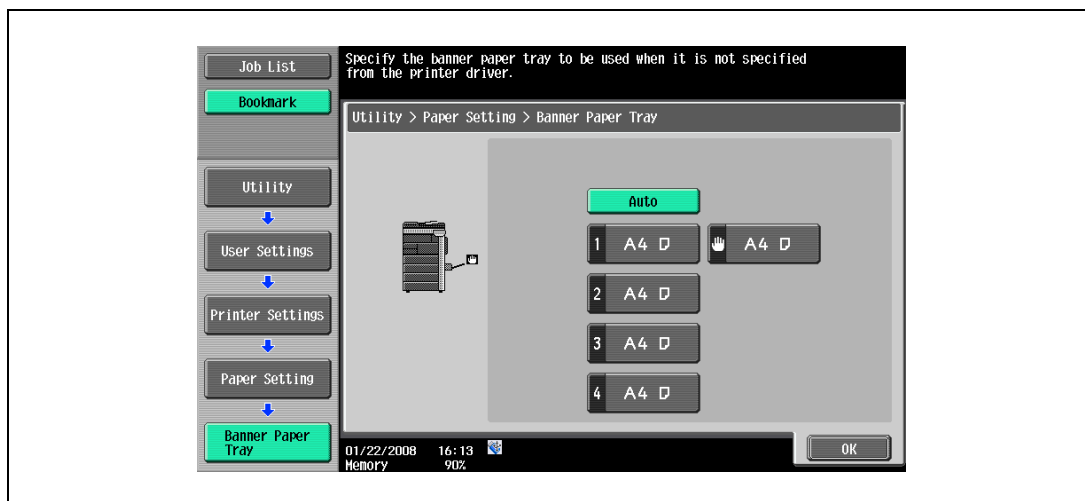 Job List
Bookmark
Specify the banner paper tray to be used when it is not specified
from the printer driver.
Utility > Paper Setting > Banner Paper Tray
Utility
User Settings
Printer Settings
Paper Setting
Banner Paper
Tray
Auto
1 A4
A4
2 A4
3 A4
4 A4
01/22/2008 16:13
Memory 90%
OK